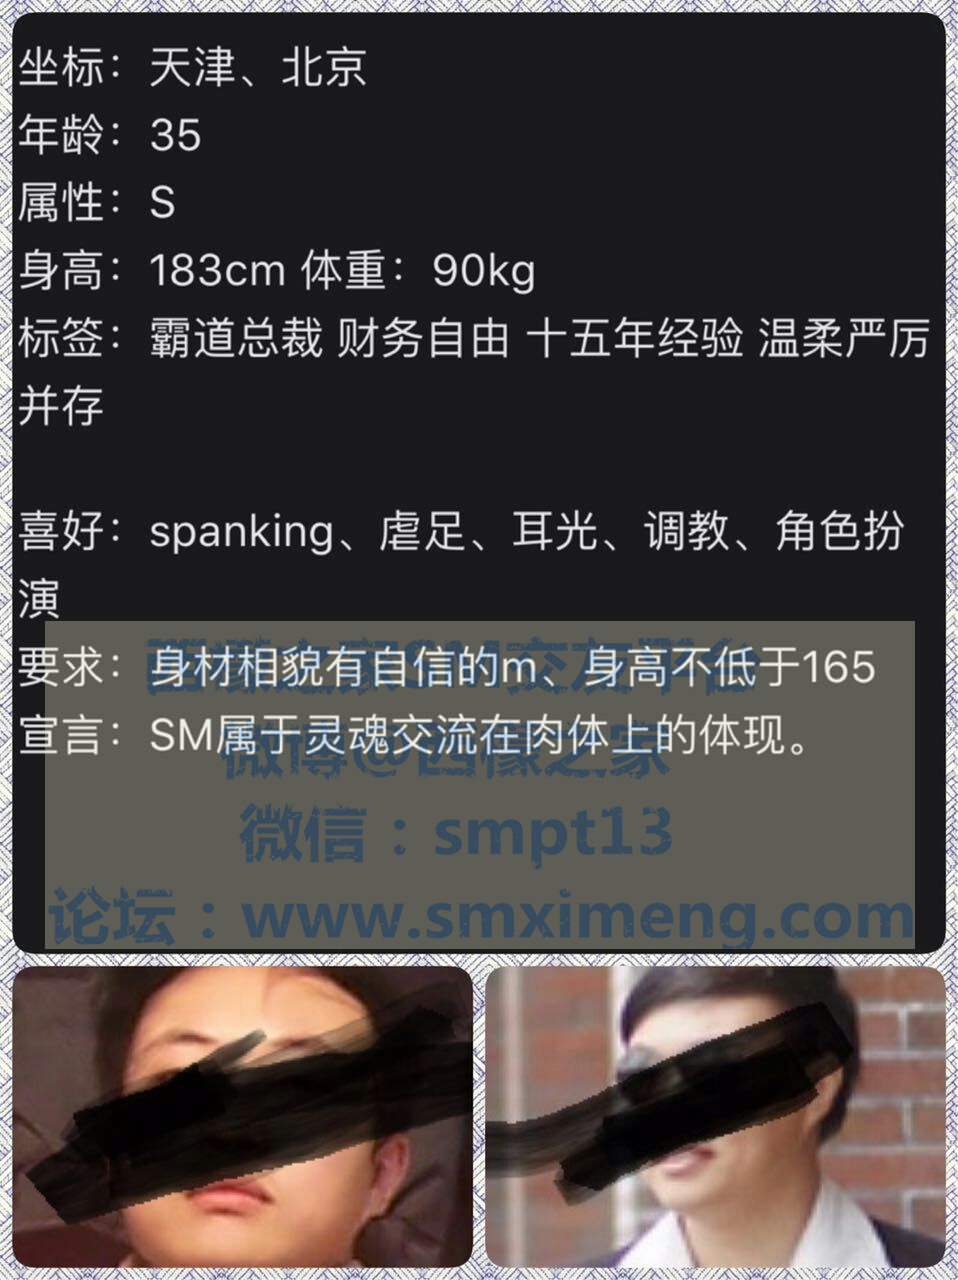 坐标：天津、北京
年龄：35
属性：S
身高：183cm 体重：90kg
标签：霸道总裁 财务自由 十五年经验 温柔严厉
并存
喜好：spanking、虐足、耳光、调教、角色扮
演
西檬之家SM交友平台
要求：身材相貌有自信的m、身高不低于165
宣言：SM属于灵魂交流在肉体上的体现。
微博@西檬之家
微信：smpt13
论坛：www.smximeng.com